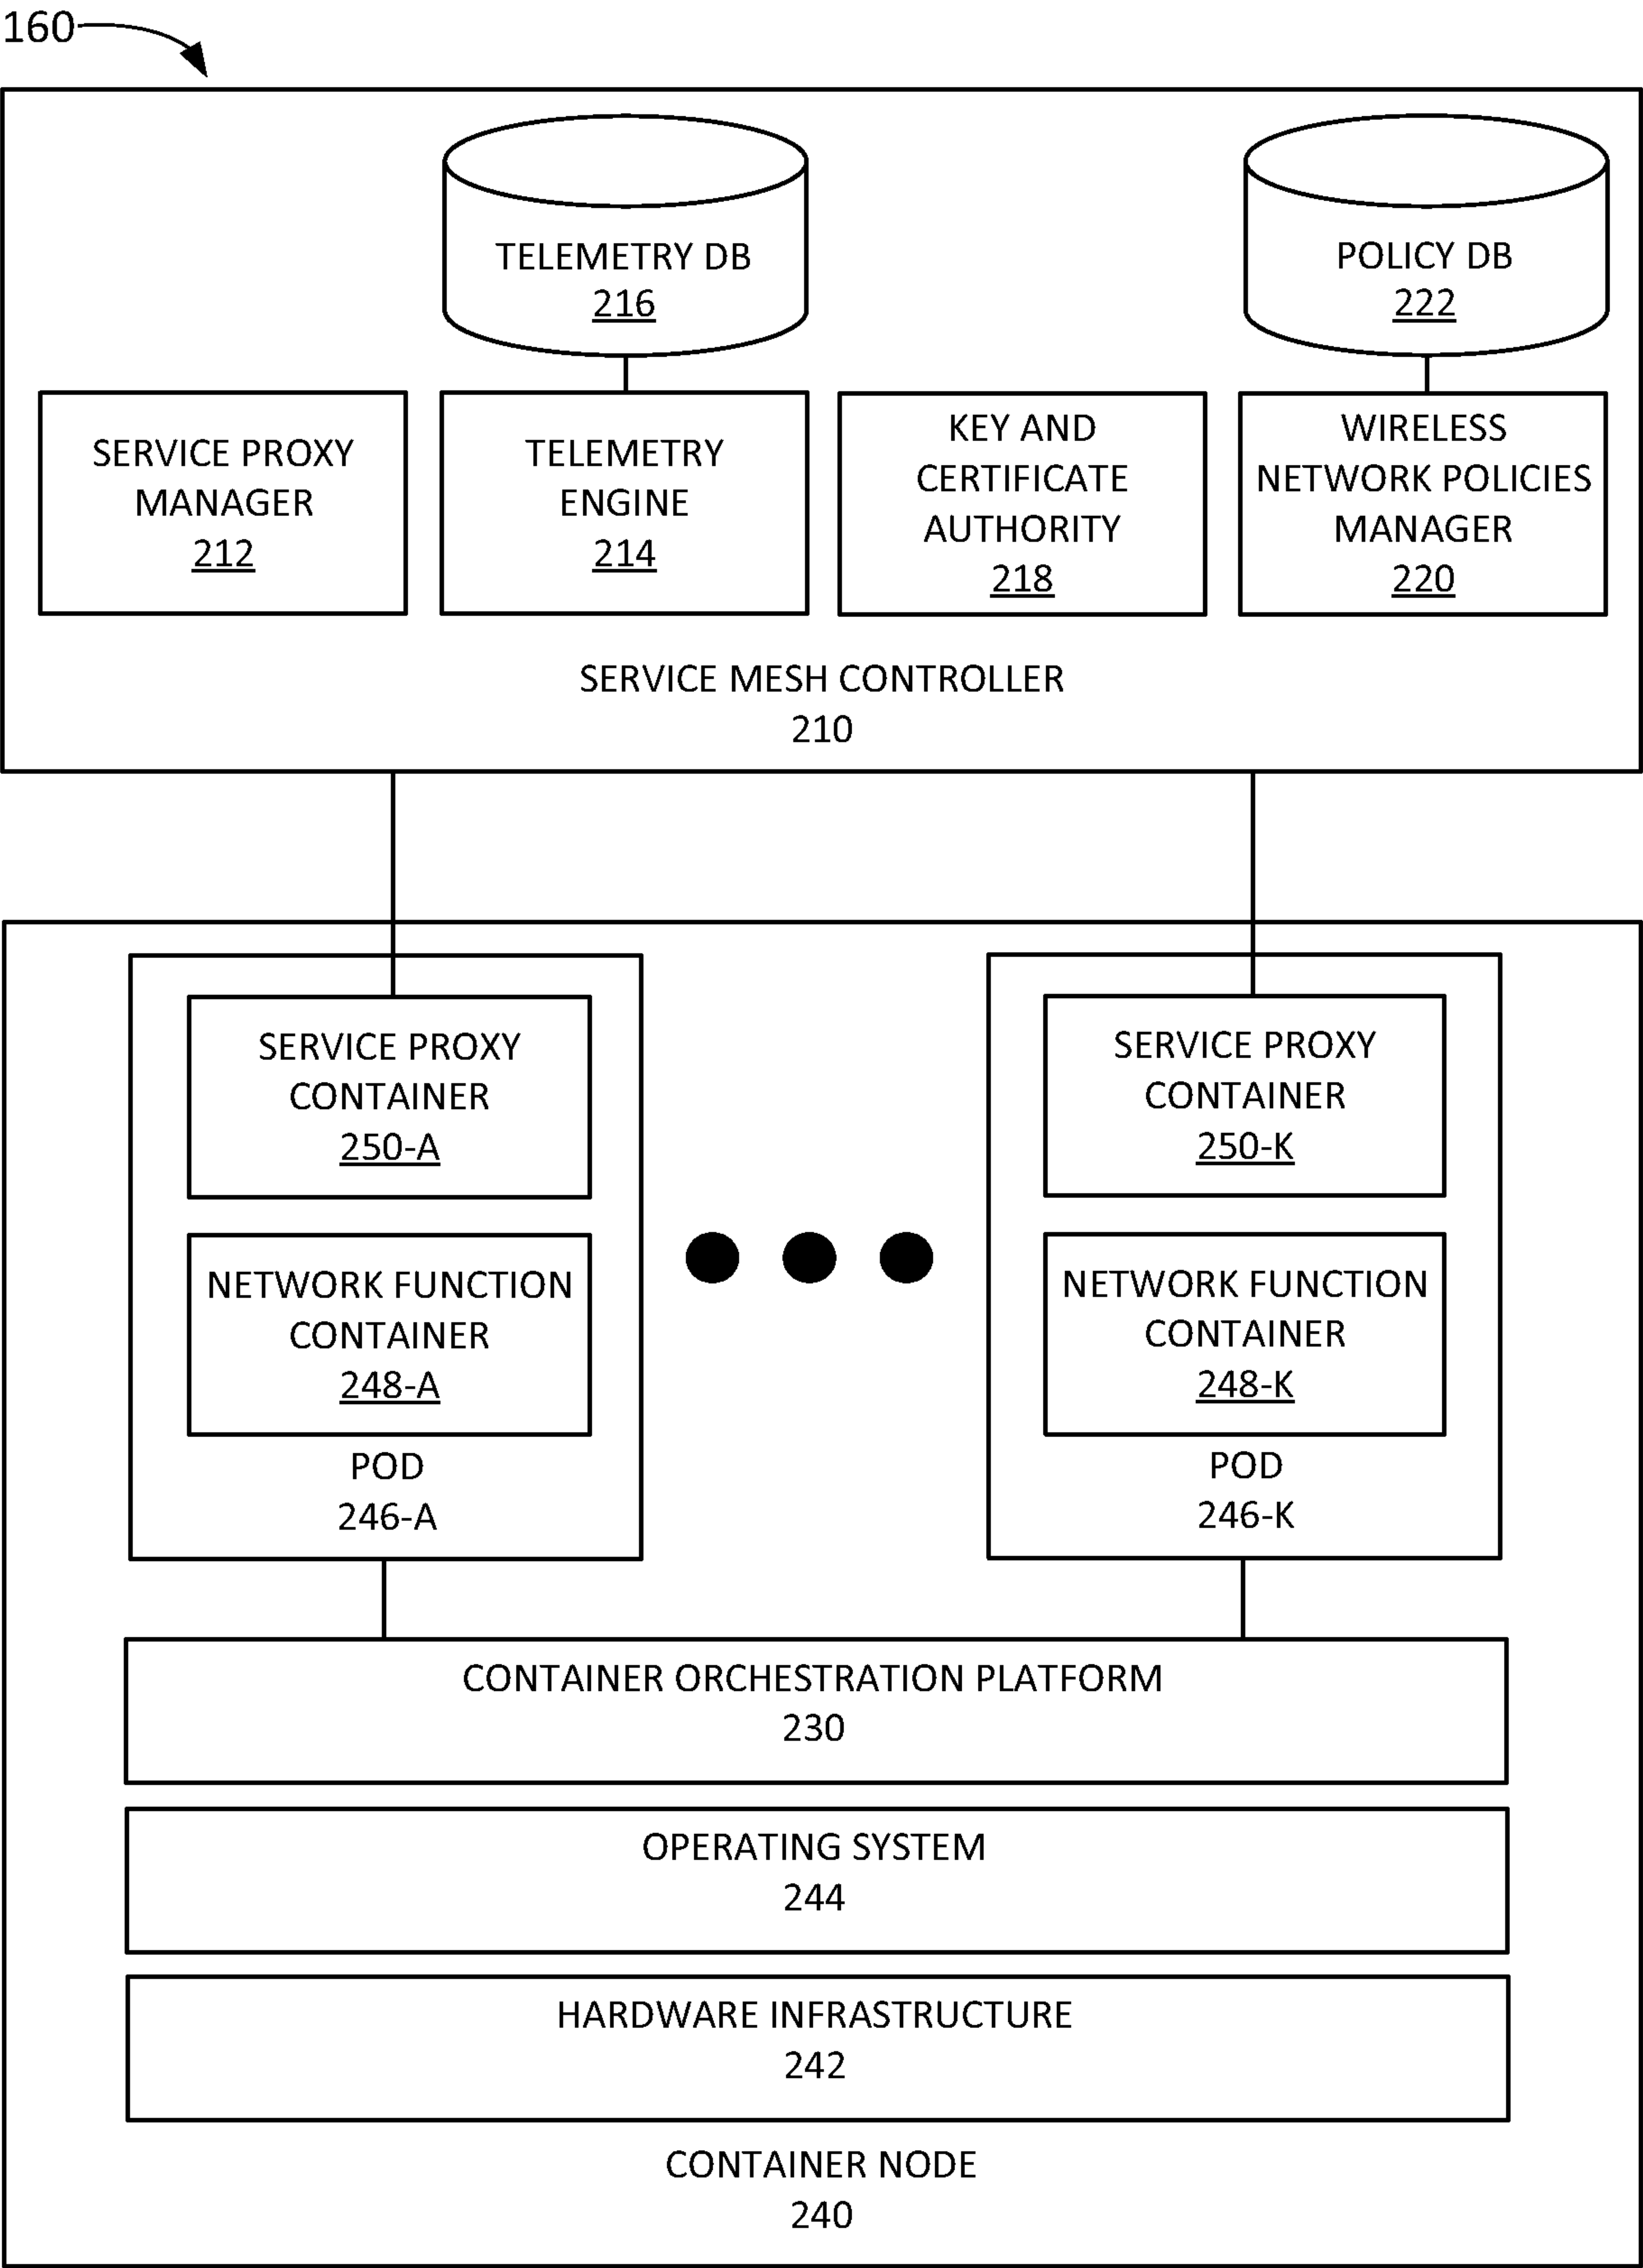 160
TELEMETRY DB
216
POLICY DB
222
SERVICE PROXY
MANAGER
212
TELEMETRY
ENGINE
214
KEY AND
CERTIFICATE
AUTHORITY
218
WIRELESS
NETWORK POLICIES
MANAGER
220
SERVICE MESH CONTROLLER
210
SERVICE PROXY
CONTAINER
250-A
NETWORK FUNCTION
CONTAINER
248-A
POD
246-A
SERVICE PROXY
CONTAINER
250-K
NETWORK FUNCTION
CONTAINER
248-K
POD
246-K
CONTAINER ORCHESTRATION PLATFORM
230
OPERATING SYSTEM
244
HARDWARE INFRASTRUCTURE
242
CONTAINER NODE
240